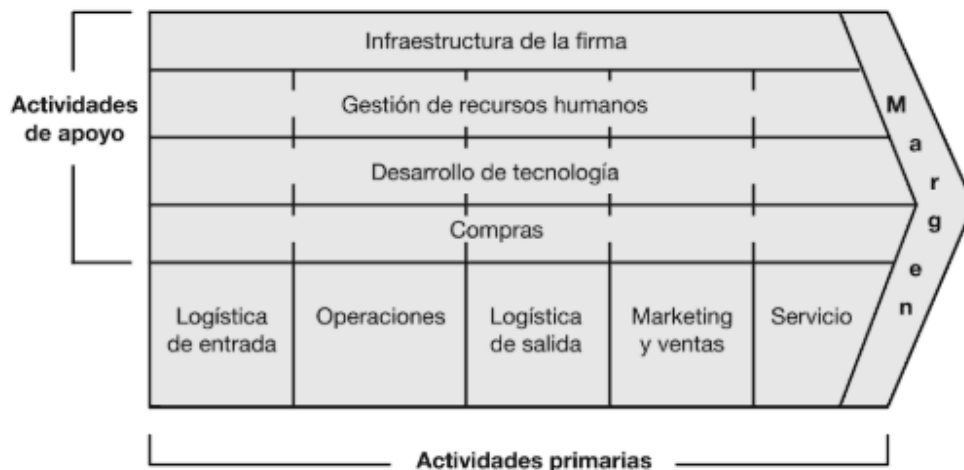 Infraestructura de la firma
Actividades
de apoyo
Gestión de recursos humanos
Desarrollo de tecnología
Compras
Logística
de entrada
Operaciones
Logística
de salida
Marketing
y ventas
Servicio
Margen
Actividades primarias